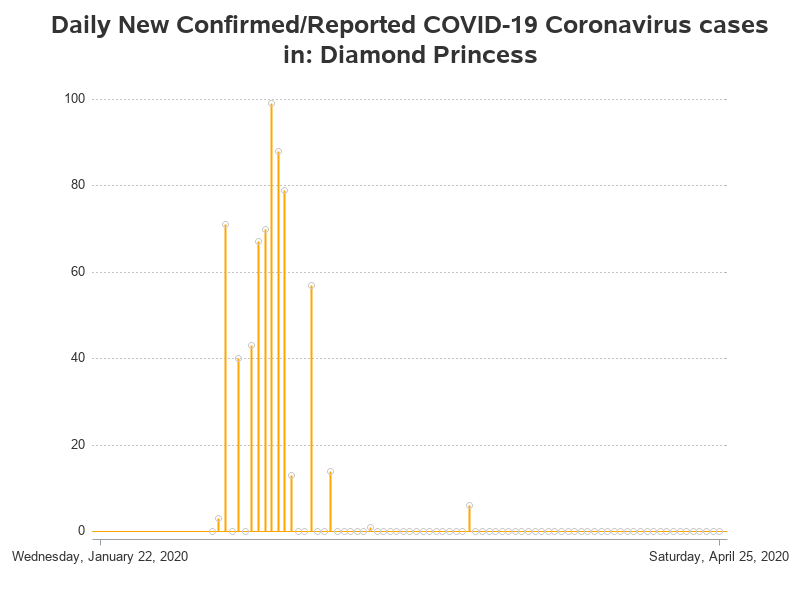 Daily New Confirmed/Reported COVID-19 Coronavirus cases
in: Diamond Princess
100
80
60
40
20
0
Wednesday, January 22, 2020
Saturday, April 25, 2020